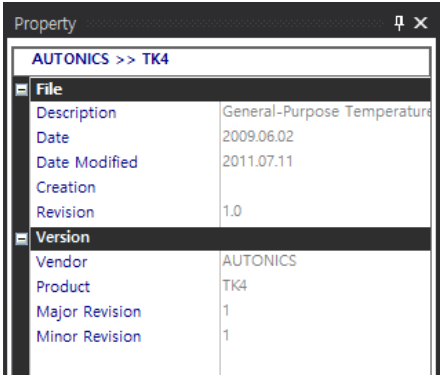 Property
AUTONICS >> TK4
File
Description General-Purpose Temperature
Date 2009.06.02
Date Modified 2011.07.11
Creation
Revision 1.0
Version
Vendor AUTONICS
Product TK4
Major Revision 1
Minor Revision 1